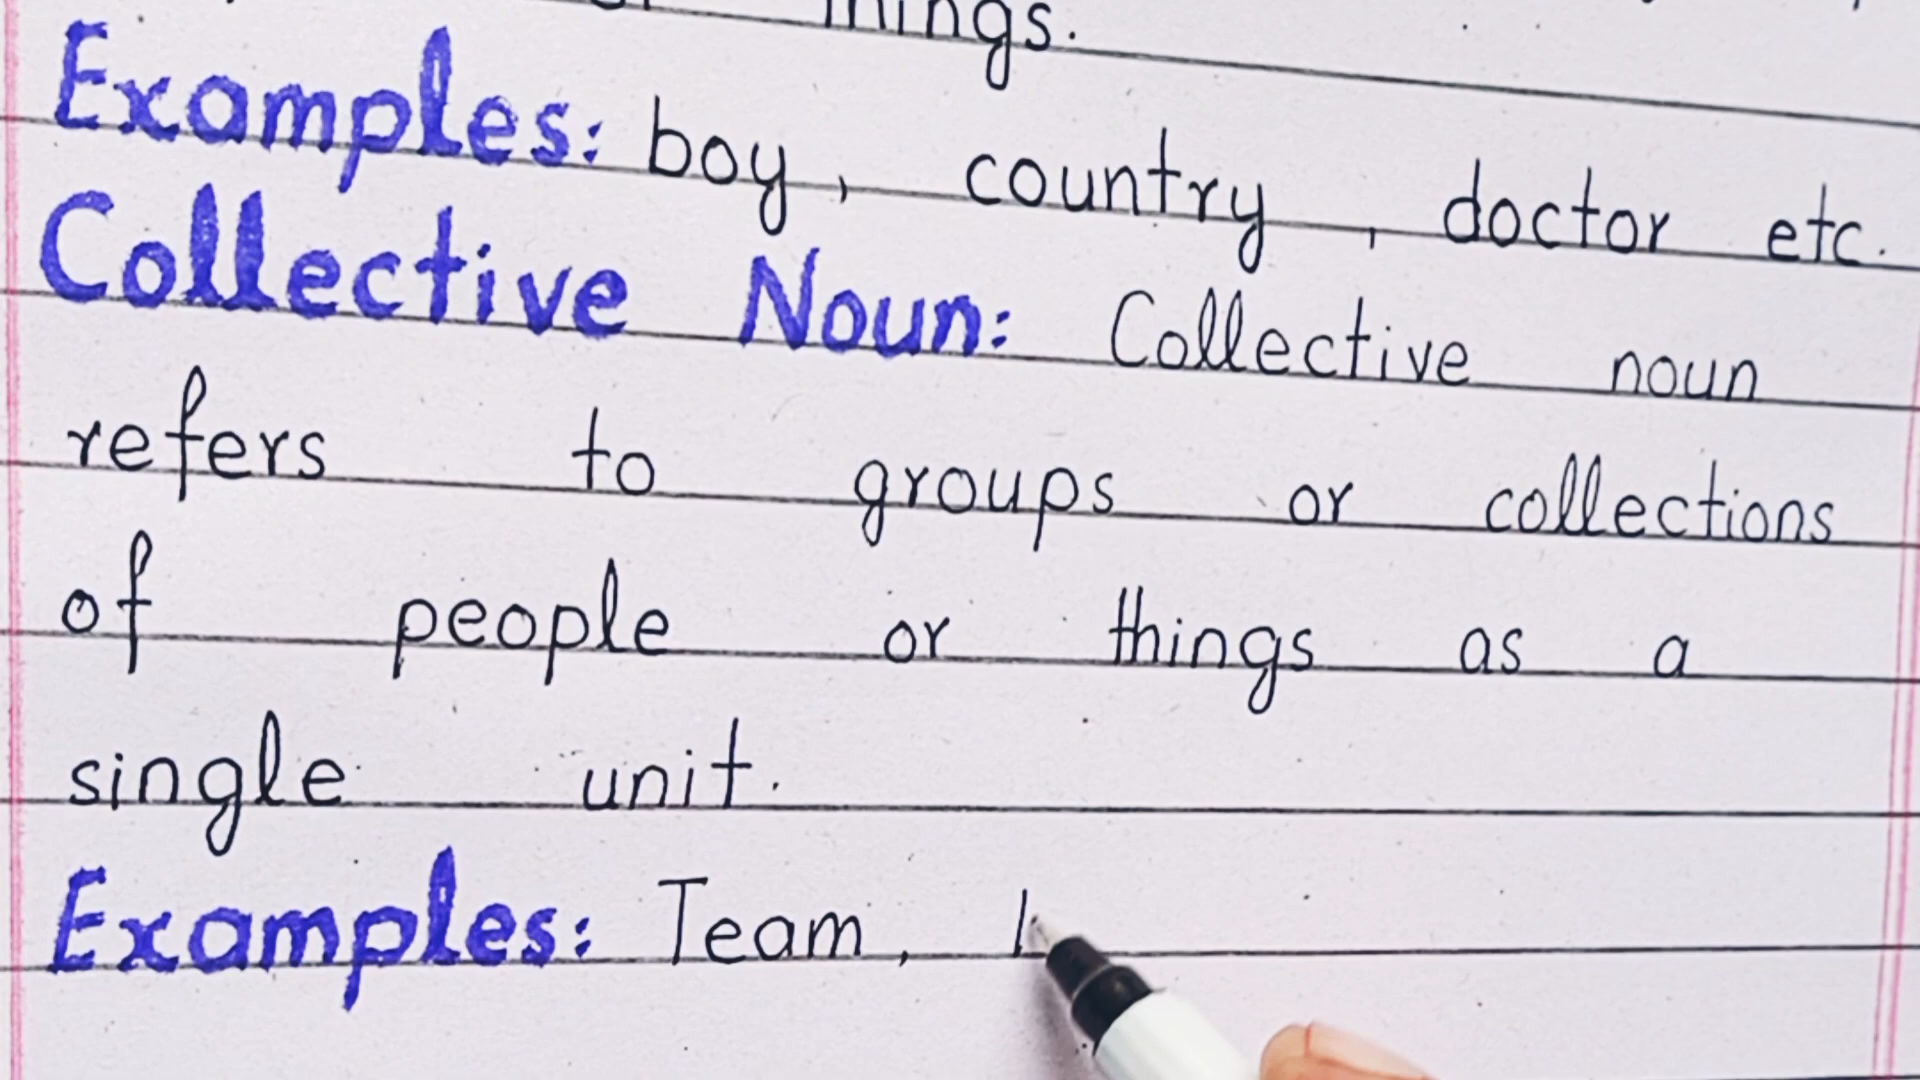 things.
Examples: boy, country, doctor etc.
Collective Noun: Collective noun
refers to groups or collections
of people or things as a
single unit.
Examples: Team,